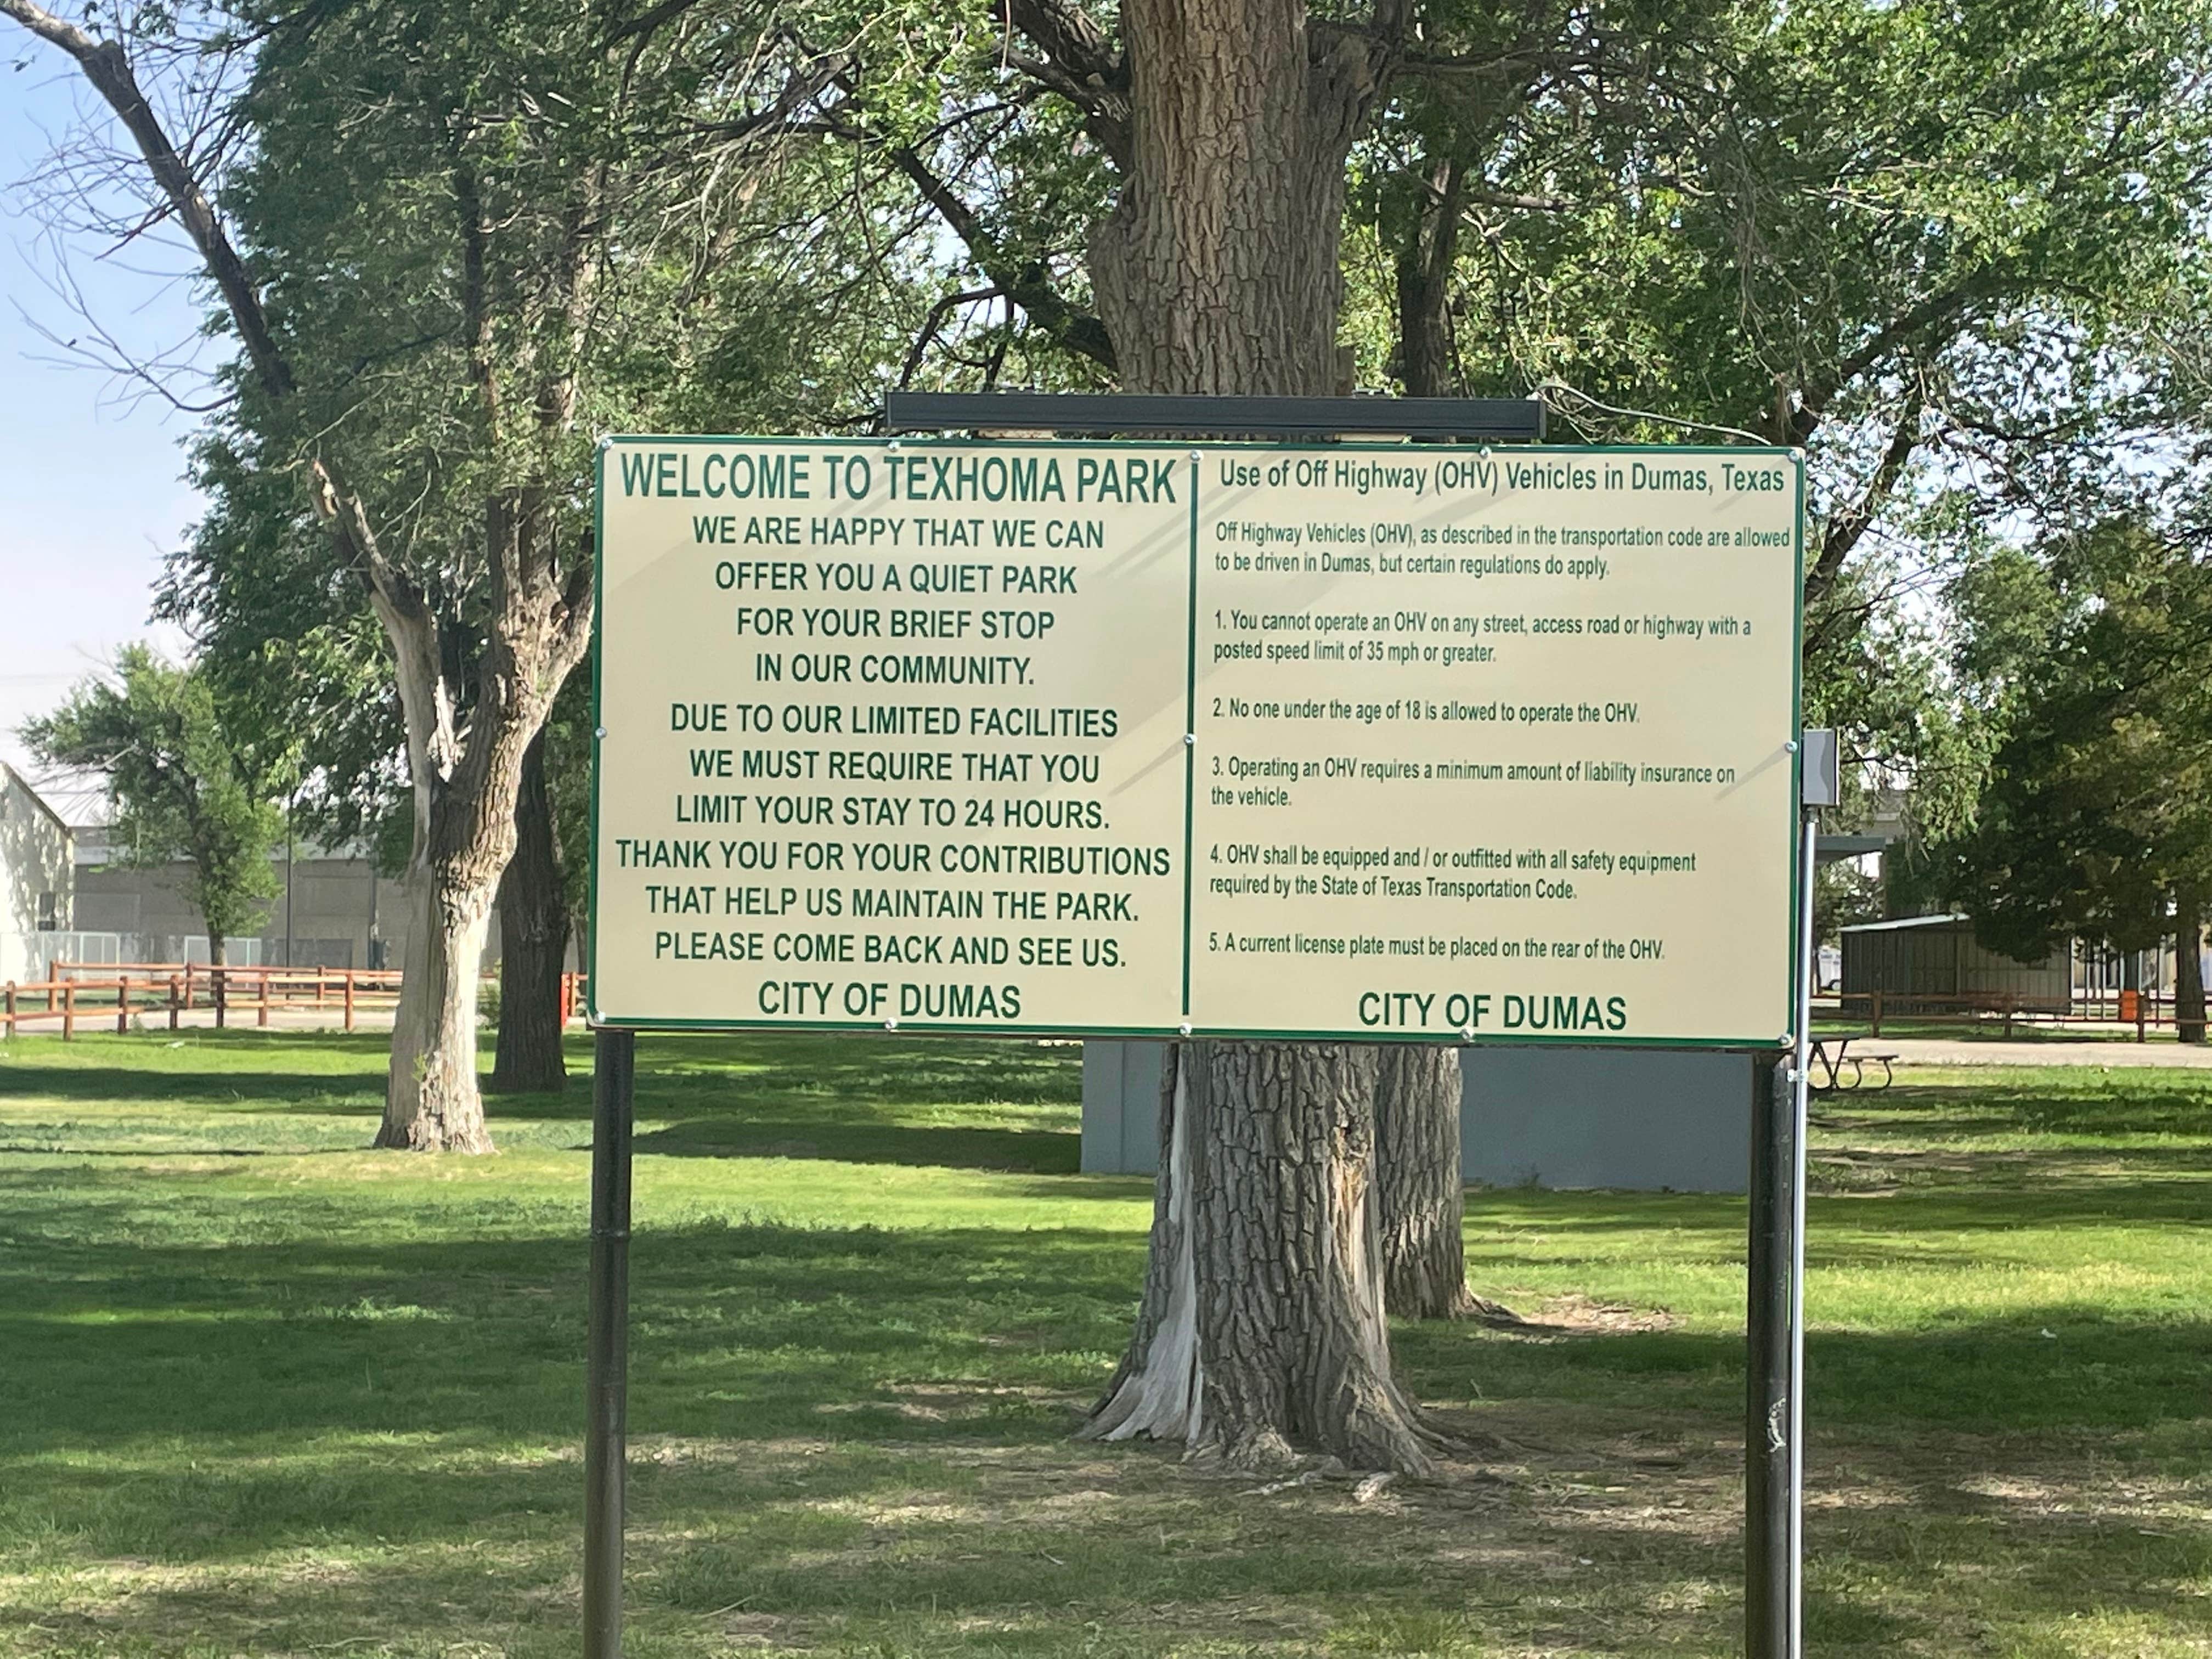 WELCOME TO TEXHOMA PARK
WE ARE HAPPY THAT WE CAN
OFFER YOU A QUIET PARK
FOR YOUR BRIEF STOP
IN OUR COMMUNITY.
DUE TO OUR LIMITED FACILITIES
WE MUST REQUIRE THAT YOU
LIMIT YOUR STAY TO 24 HOURS.
THANK YOU FOR YOUR CONTRIBUTIONS
THAT HELP US MAINTAIN THE PARK.
PLEASE COME BACK AND SEE US.
CITY OF DUMAS
Use of Off Highway (OHV) Vehicles in Dumas, Texas
Off Highway Vehicles (OHV), as described in the transportation code are allowed
to be driven in Dumas, but certain regulations do apply.
1. You cannot operate an OHV on any street, access road or highway with a
posted speed limit of 35 mph or greater.
2. No one under the age of 18 is allowed to operate the OHV.
3. Operating an OHV requires a minimum amount of liability insurance on
the vehicle.
4. OHV shall be equipped and / or outfitted with all safety equipment
required by the State of Texas Transportation Code.
5. A current license plate must be placed on the rear of the OHV.
CITY OF DUMAS